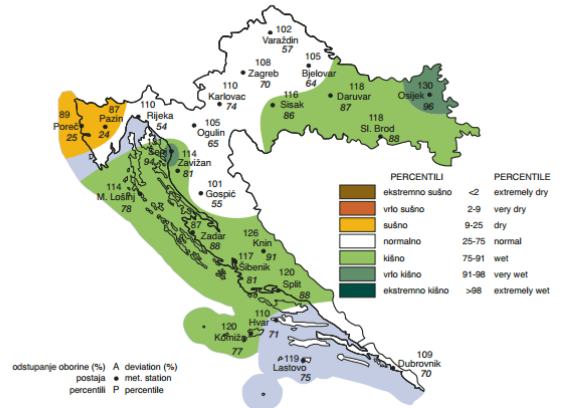 102
Varaždin
57
108
Zagreb
70
105
Bjelovar
64
110
Karlovac
74
116
Sisak
86
118
Daruvar
87
130
Osijek
96
118
Sl. Brod
88
89
Poreč
25
87
Pazin
24
110
Rijeka
54
105
Ogulin
65
Senj
94
114
Zavižan
81
101
Gospić
55
114
M. Lošinj
78
87
Zadar
88
126
Knin
91
117
Šibenik
81
120
Split
88
110
Hvar
71
120
Komiža
77
119
Lastovo
75
109
Dubrovnik
70
PERCENTILI PERCENTILE
ekstremno sušno <2 extremely dry
vrlo sušno 2-9 very dry
sušno 9-25 dry
normalno 25-75 normal
kišno 75-91 wet
vrlo kišno 91-98 very wet
ekstremno kišno >98 extremely wet
odstupanje oborine (%) A deviation (%)
postaja met. station
percentili P percentile